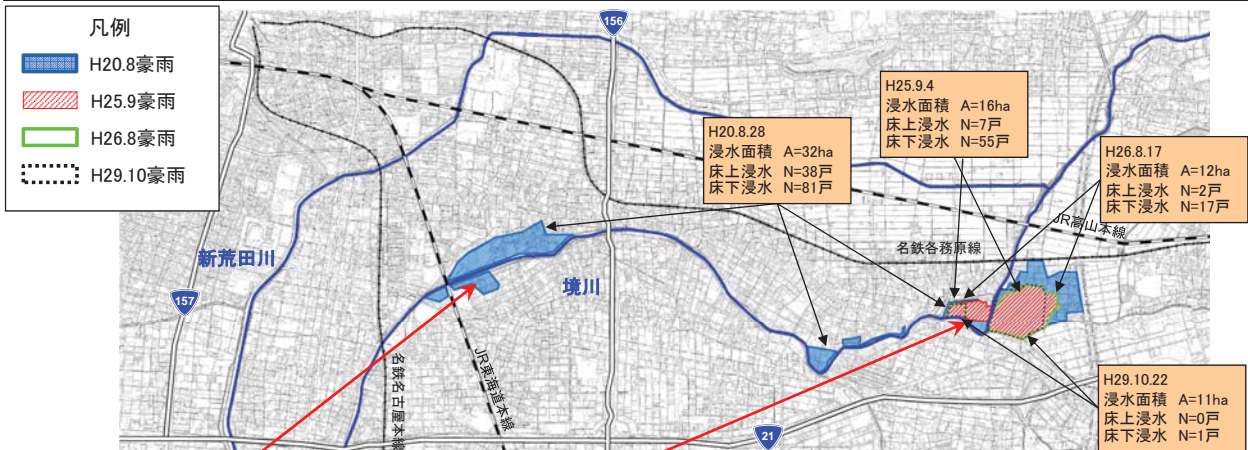 凡例
H20.8豪雨
H25.9豪雨
H26.8豪雨
H29.10豪雨
156
H25.9.4
浸水面積 A=16ha
床上浸水 N=7戸
床下浸水 N=55戸
H20.8.28
浸水面積 A=32ha
床上浸水 N=38戸
床下浸水 N=81戸
H26.8.17
浸水面積 A=12ha
床上浸水 N=2戸
床下浸水 N=17戸
JR高山本線
名鉄各務原線
新荒田川
境川
157
名鉄名古屋本線
JR東海道本線
H29.10.22
浸水面積 A=11ha
床上浸水 N=0戸
床下浸水 N=1戸
21